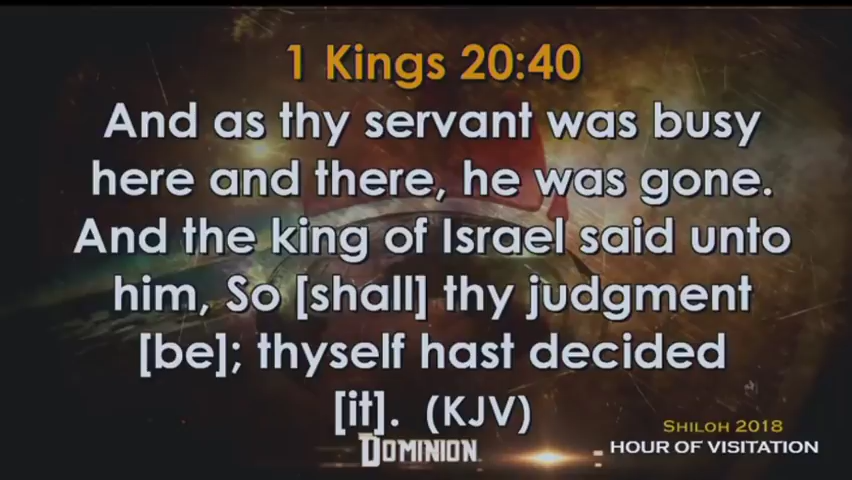 1 Kings 20:40
And as thy servant was busy
here and there, he was gone.
And the king of Israel said unto
him, So [shall] thy judgment
[be]; thyself hast decided
[it]. (KJV)
SHILOH 2018
DOMINION
HOUR OF VISITATION